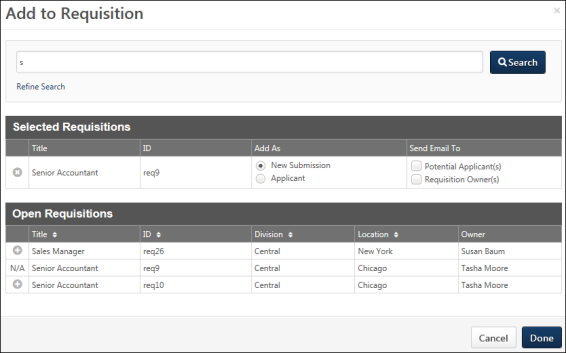 Add to Requisition
×
s
Search
Refine Search
Selected Requisitions
Title ID Add As Send Email To
Senior Accountant req9 New Submission Potential Applicant(s)
Applicant Requisition Owner(s)
Open Requisitions
Title ID Division Location Owner
Sales Manager req26 Central New York Susan Baum
N/A Senior Accountant req9 Central Chicago Tasha Moore
Senior Accountant req10 Central Chicago Tasha Moore
Cancel Done